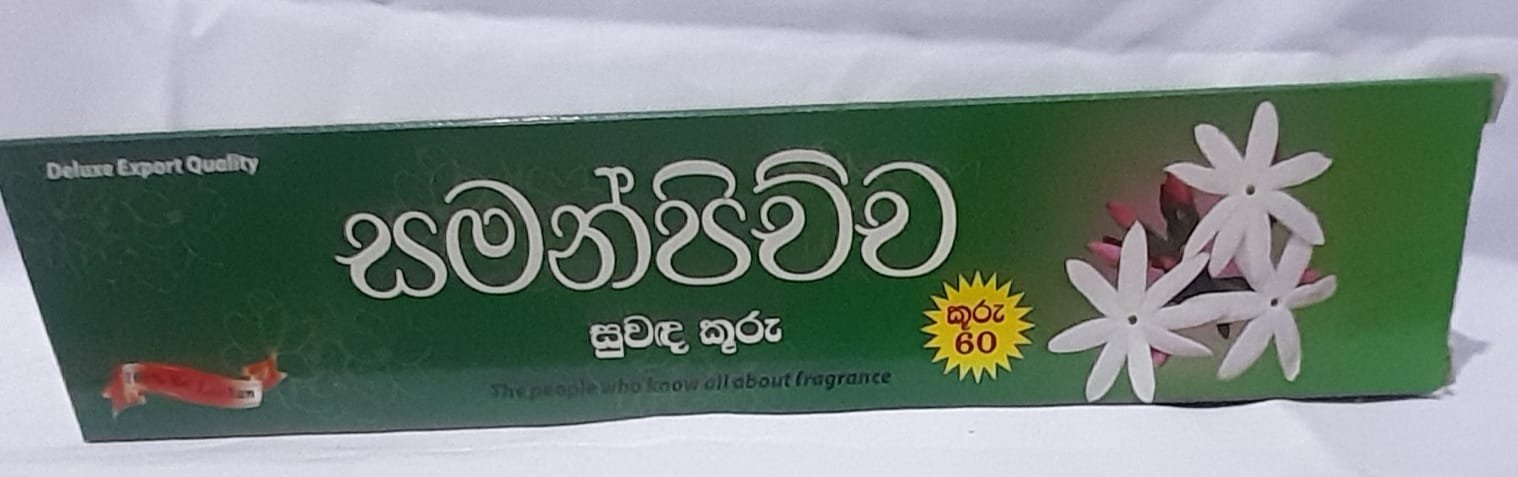 Deluxe Export Quality
සමන්පිච්ච
සුවඳ කූරු
කූරු
60
The people who know all about fragrance